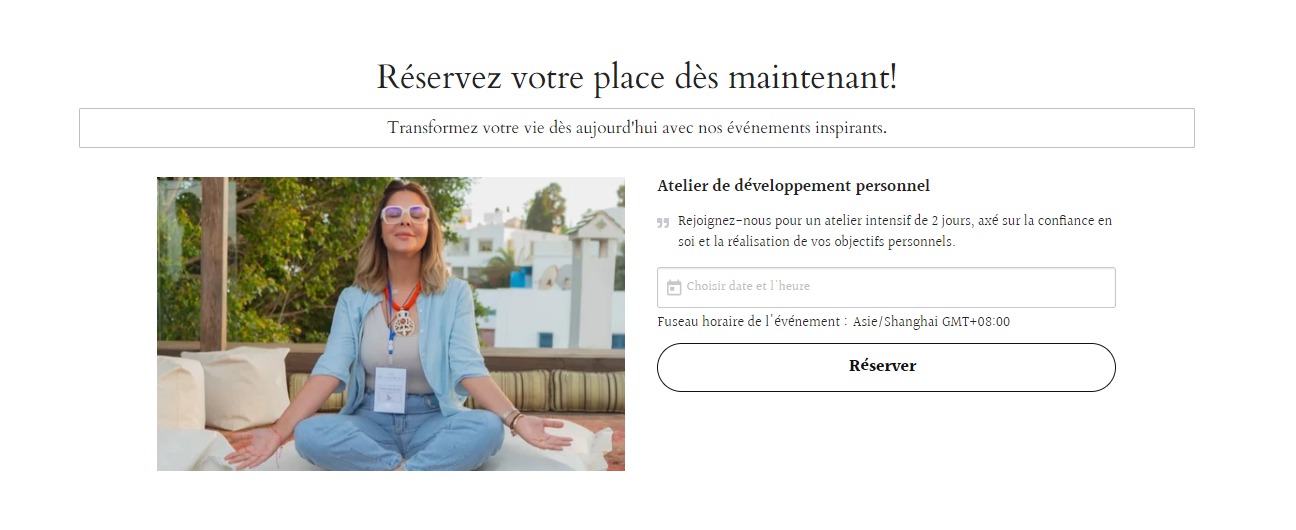 Réservez votre place dès maintenant!
Transformez votre vie dès aujourd'hui avec nos événements inspirants.
Atelier de développement personnel
Rejoignez-nous pour un atelier intensif de 2 jours, axé sur la confiance en
soi et la réalisation de vos objectifs personnels.
Choisir date et l'heure
Fuseau horaire de l'événement : Asie/Shanghai GMT+08:00
Réserver